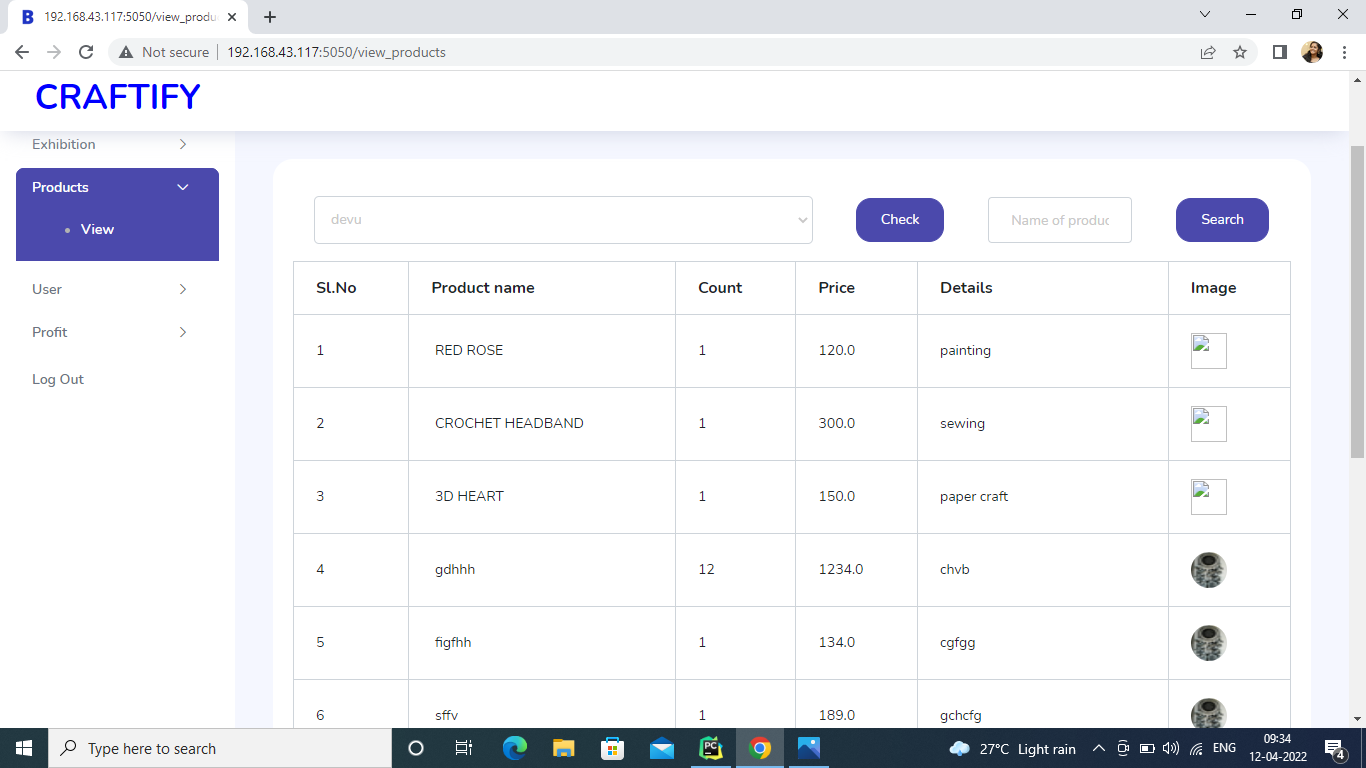 192.168.43.117:5050/view_produ
Not secure 192.168.43.117:5050/view_products
CRAFTIFY
Exhibition
Products
View
User
Profit
Log Out
devu Check Name of produc Search
Sl.No Product name Count Price Details Image
1 RED ROSE 1 120.0 painting
2 CROCHET HEADBAND 1 300.0 sewing
3 3D HEART 1 150.0 paper craft
4 gdhhh 12 1234.0 chvb
5 figfhh 1 134.0 cgfgg
6 sffv 1 189.0 gchcfg
Type here to search
PC
27°C Light rain
ENG
09:34
12-04-2022
4